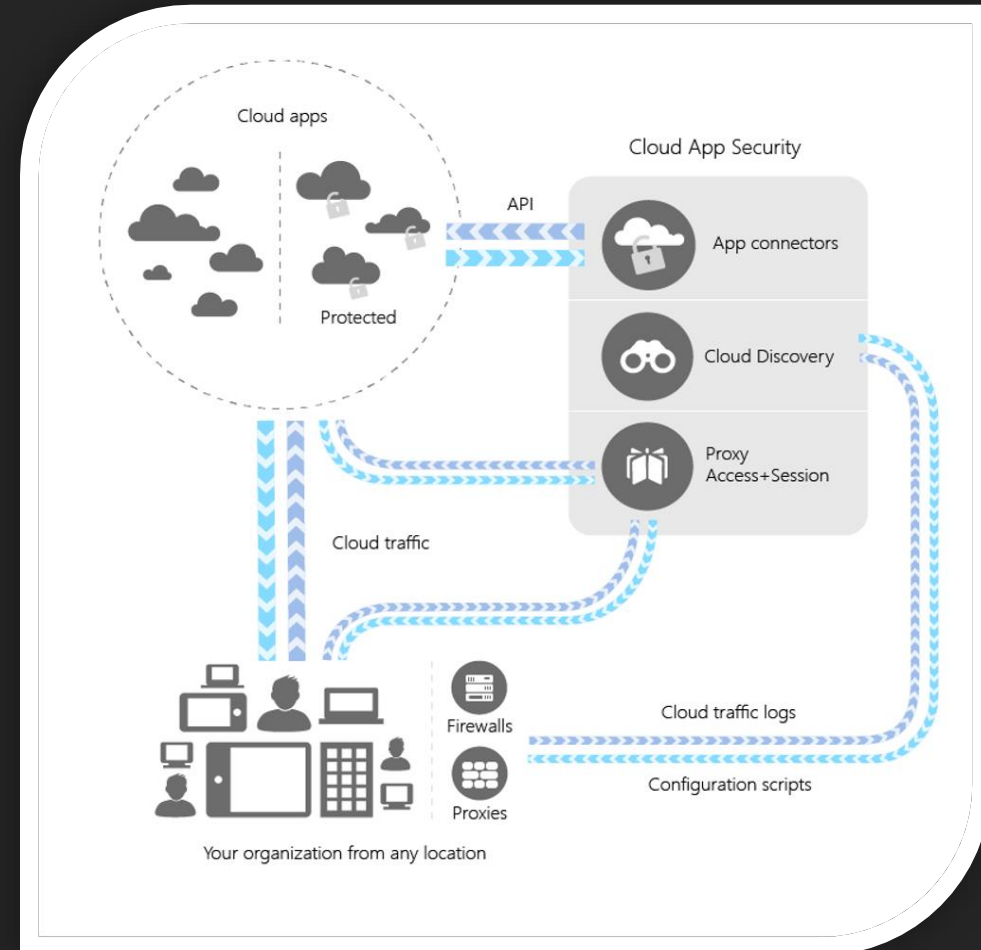 Cloud apps
Protected
API
Cloud App Security
App connectors
Cloud Discovery
Proxy
Access+Session
Cloud traffic
Firewalls
Proxies
Cloud traffic logs
Configuration scripts
Your organization from any location